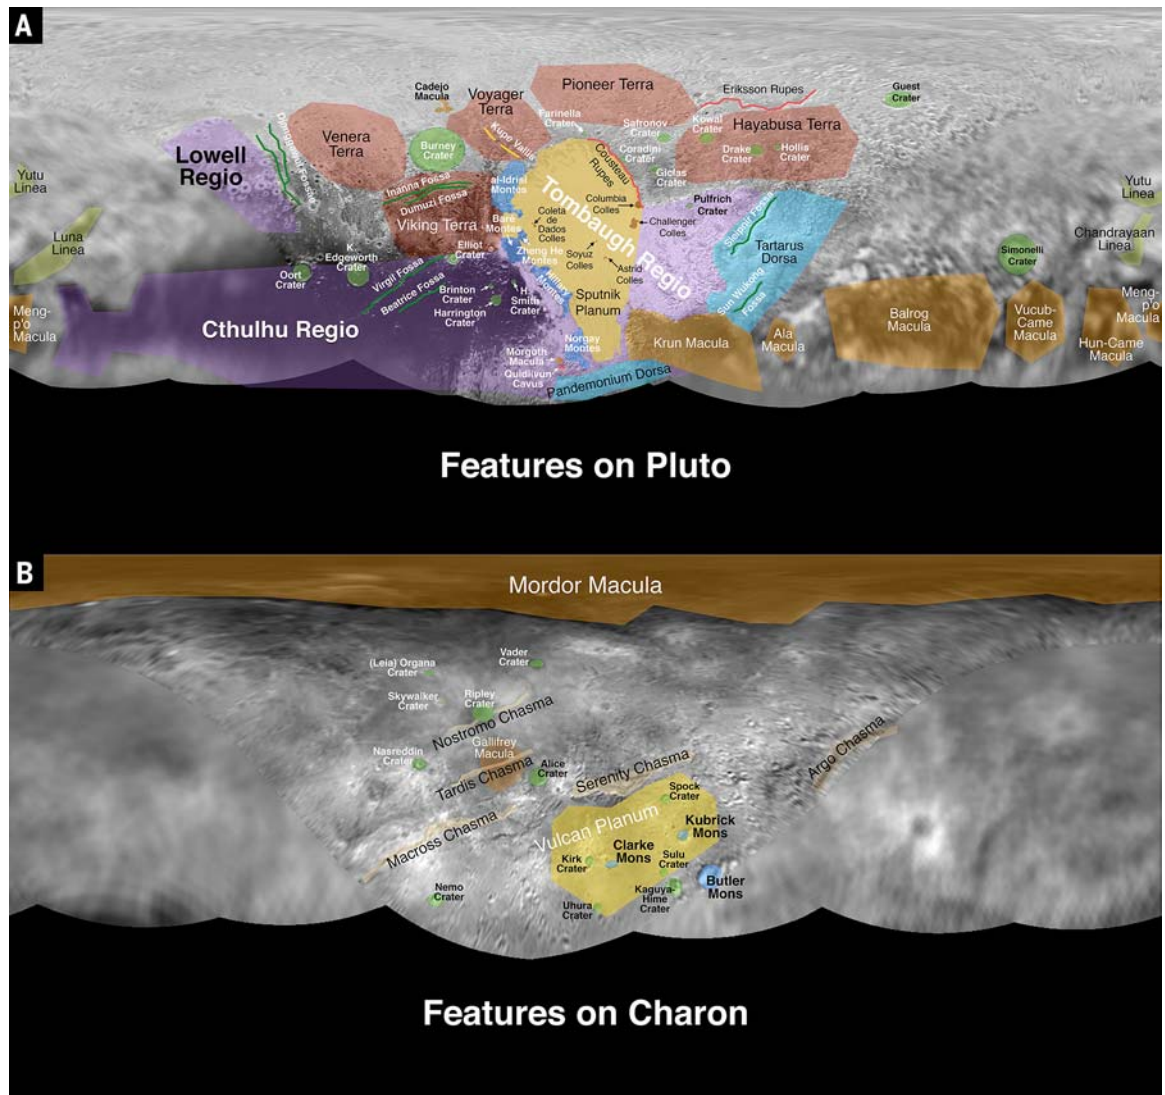 A
Cadejo
Macula
Voyager
Terra
Pioneer Terra
Eriksson Rupes
Guest
Crater
Farinella
Crater
Venera
Terra
Burney
Crater
Kupe Vallis
Safronov
Crater
Kowal
Crater
Hayabusa Terra
Lowell
Regio
Coradini
Crater
Drake
Crater
Hollis
Crater
Cousteau
Rupes
Giclas
Crater
Yutu
Linea
al-Idrisi
Montes
Inanna Fossa
Dumuzi Fossa
Tombaugh Regio
Columbia
Colles
Pulfrich
Crater
Sleipnir Fossa
Yutu
Linea
Viking Terra
Baré
Montes
Coleta
de
Dados
Colles
Challenger
Colles
Tartarus
Dorsa
Chandrayaan
Linea
Luna
Linea
K.
Edgeworth
Crater
Elliot
Crater
Zheng He
Montes
Soyuz
Colles
Astrid
Colles
Simonelli
Crater
Oort
Crater
Virgil Fossa
Beatrice Fossa
Brinton
Crater
Harrington
Crater
H.
Smith
Crater
Hillary
Montes
Sputnik
Planum
Sun Wukong
Fossa
Meng-
p'o
Macula
Cthulhu Regio
Norgay
Montes
Krun Macula
Ala
Macula
Balrog
Macula
Vucub-
Came
Macula
Meng-
p'o
Macula
Hun-Came
Macula
Morgoth
Macula
Cavus
Pandemonium Dorsa
Features on Pluto
B
Mordor Macula
(Leia) Organa
Crater
Vader
Crater
Skywalker
Crater
Ripley
Crater
Nostromo Chasma
Gallifrey
Macula
Nasreddin
Crater
Tardis Chasma
Alice
Crater
Serenity Chasma
Argo Chasma
Spock
Crater
Macross Chasma
Vulcan Planum
Kubrick
Mons
Clarke
Mons
Kirk
Crater
Sulu
Crater
Butler
Mons
Nemo
Crater
Uhura
Crater
Kaguya-
Hime
Crater
Features on Charon